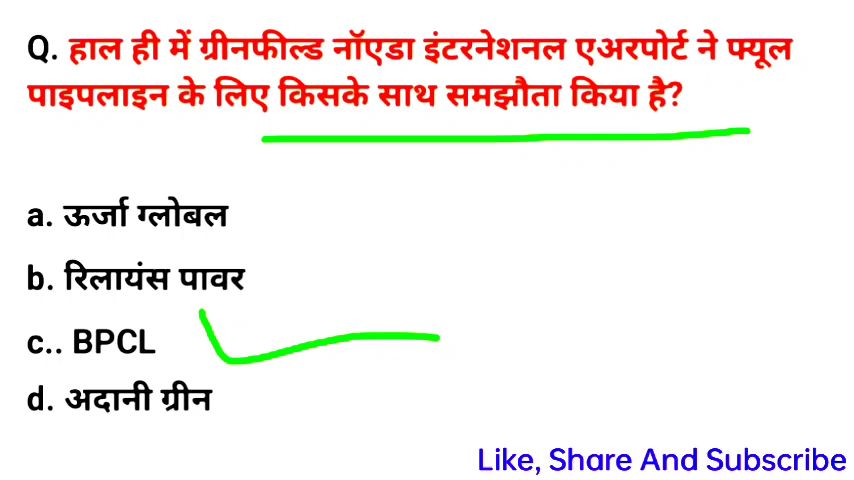 Q. हाल ही में ग्रीनफील्ड नॉएडा इंटरनेशनल एअरपोर्ट ने फ्यूल
पाइपलाइन के लिए किसके साथ समझौता किया है?
a. ऊर्जा ग्लोबल
b. रिलायंस पावर
c.. BPCL
d. अदानी ग्रीन
Like, Share And Subscribe